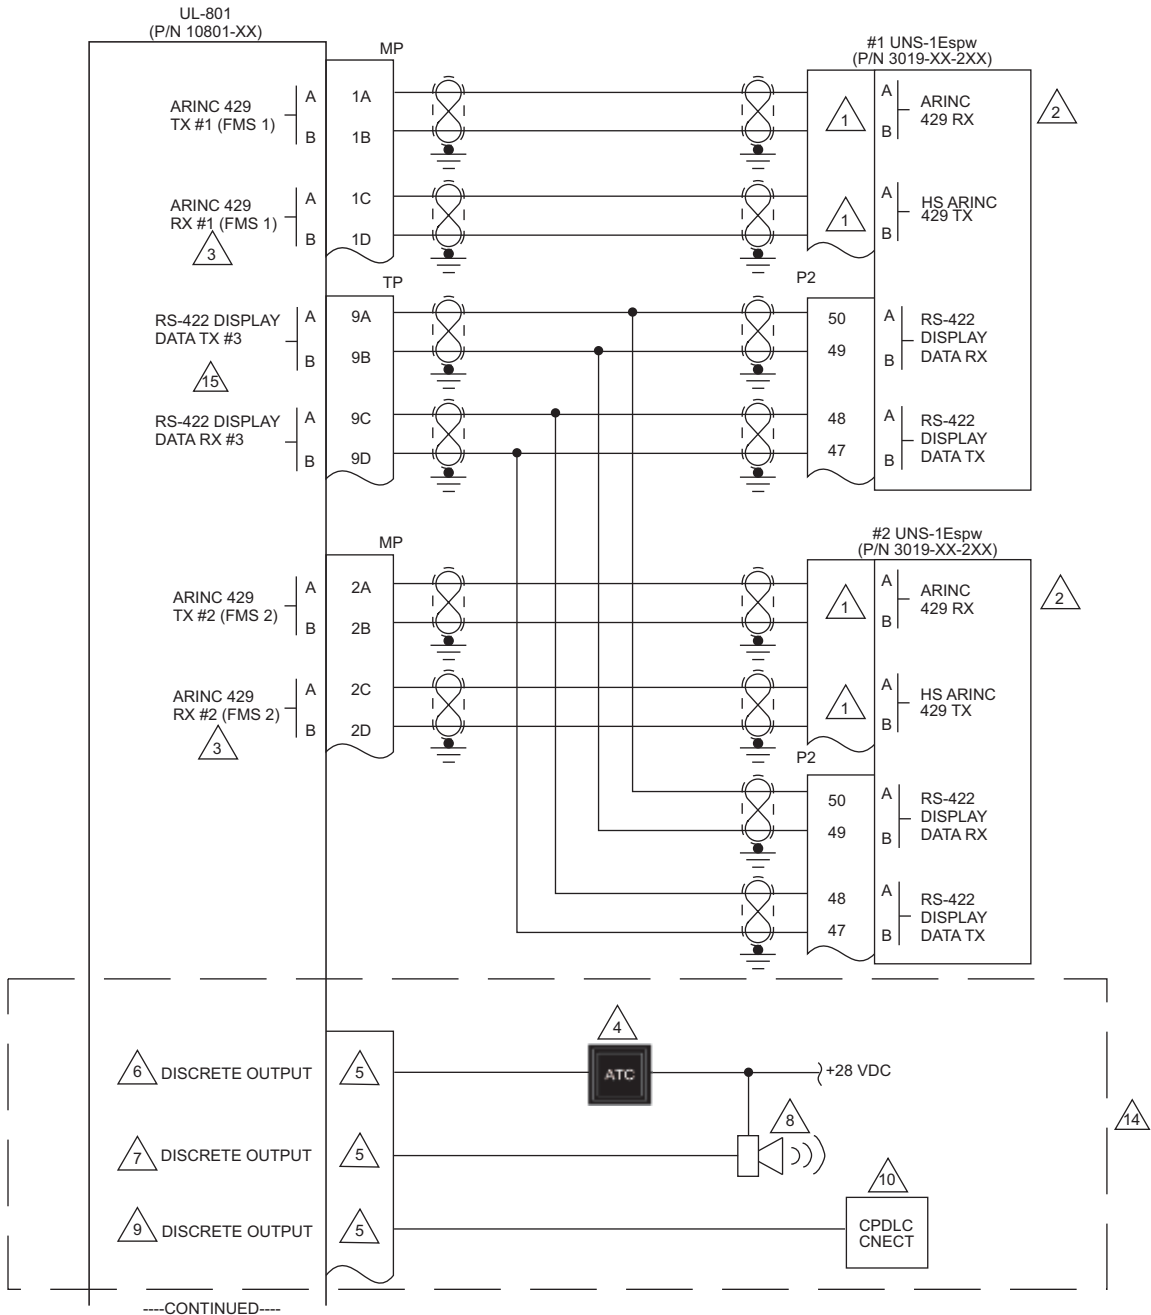 UL-801
(P/N 10801-XX)
MP
#1 UNS-1Espw
(P/N 3019-XX-2XX)
ARINC 429
TX #1 (FMS 1)
A
B
1A
1B
1
A
B
ARINC
429 RX
2
ARINC 429
RX #1 (FMS 1)
3
A
B
1C
1D
1
A
B
HS ARINC
429 TX
TP
P2
RS-422 DISPLAY
DATA TX #3
15
A
B
9A
9B
50
49
A
B
RS-422
DISPLAY
DATA RX
RS-422 DISPLAY
DATA RX #3
A
B
9C
9D
48
47
A
B
RS-422
DISPLAY
DATA TX
MP
#2 UNS-1Espw
(P/N 3019-XX-2XX)
ARINC 429
TX #2 (FMS 2)
A
B
2A
2B
1
A
B
ARINC
429 RX
2
ARINC 429
RX #2 (FMS 2)
3
A
B
2C
2D
1
A
B
HS ARINC
429 TX
P2
50
49
A
B
RS-422
DISPLAY
DATA RX
48
47
A
B
RS-422
DISPLAY
DATA TX
4
6 DISCRETE OUTPUT
5
ATC
+28 VDC
14
8
7 DISCRETE OUTPUT
5
10
9 DISCRETE OUTPUT
5
CPDLC
CNECT
----CONTINUED----